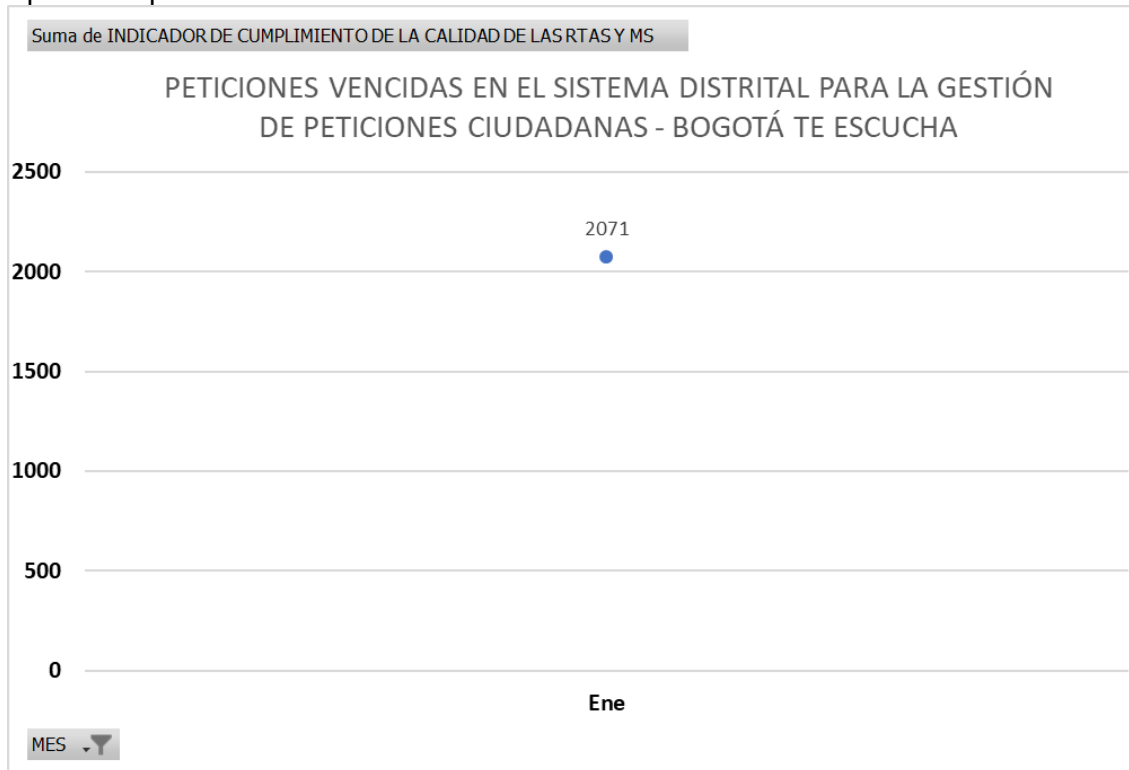 Suma de INDICADOR DE CUMPLIMIENTO DE LA CALIDAD DE LAS RTAS Y MS
PETICIONES VENCIDAS EN EL SISTEMA DISTRITAL PARA LA GESTIÓN
DE PETICIONES CIUDADANAS - BOGOTÁ TE ESCUCHA
2500
2071
2000
1500
1000
500
0
Ene
MES